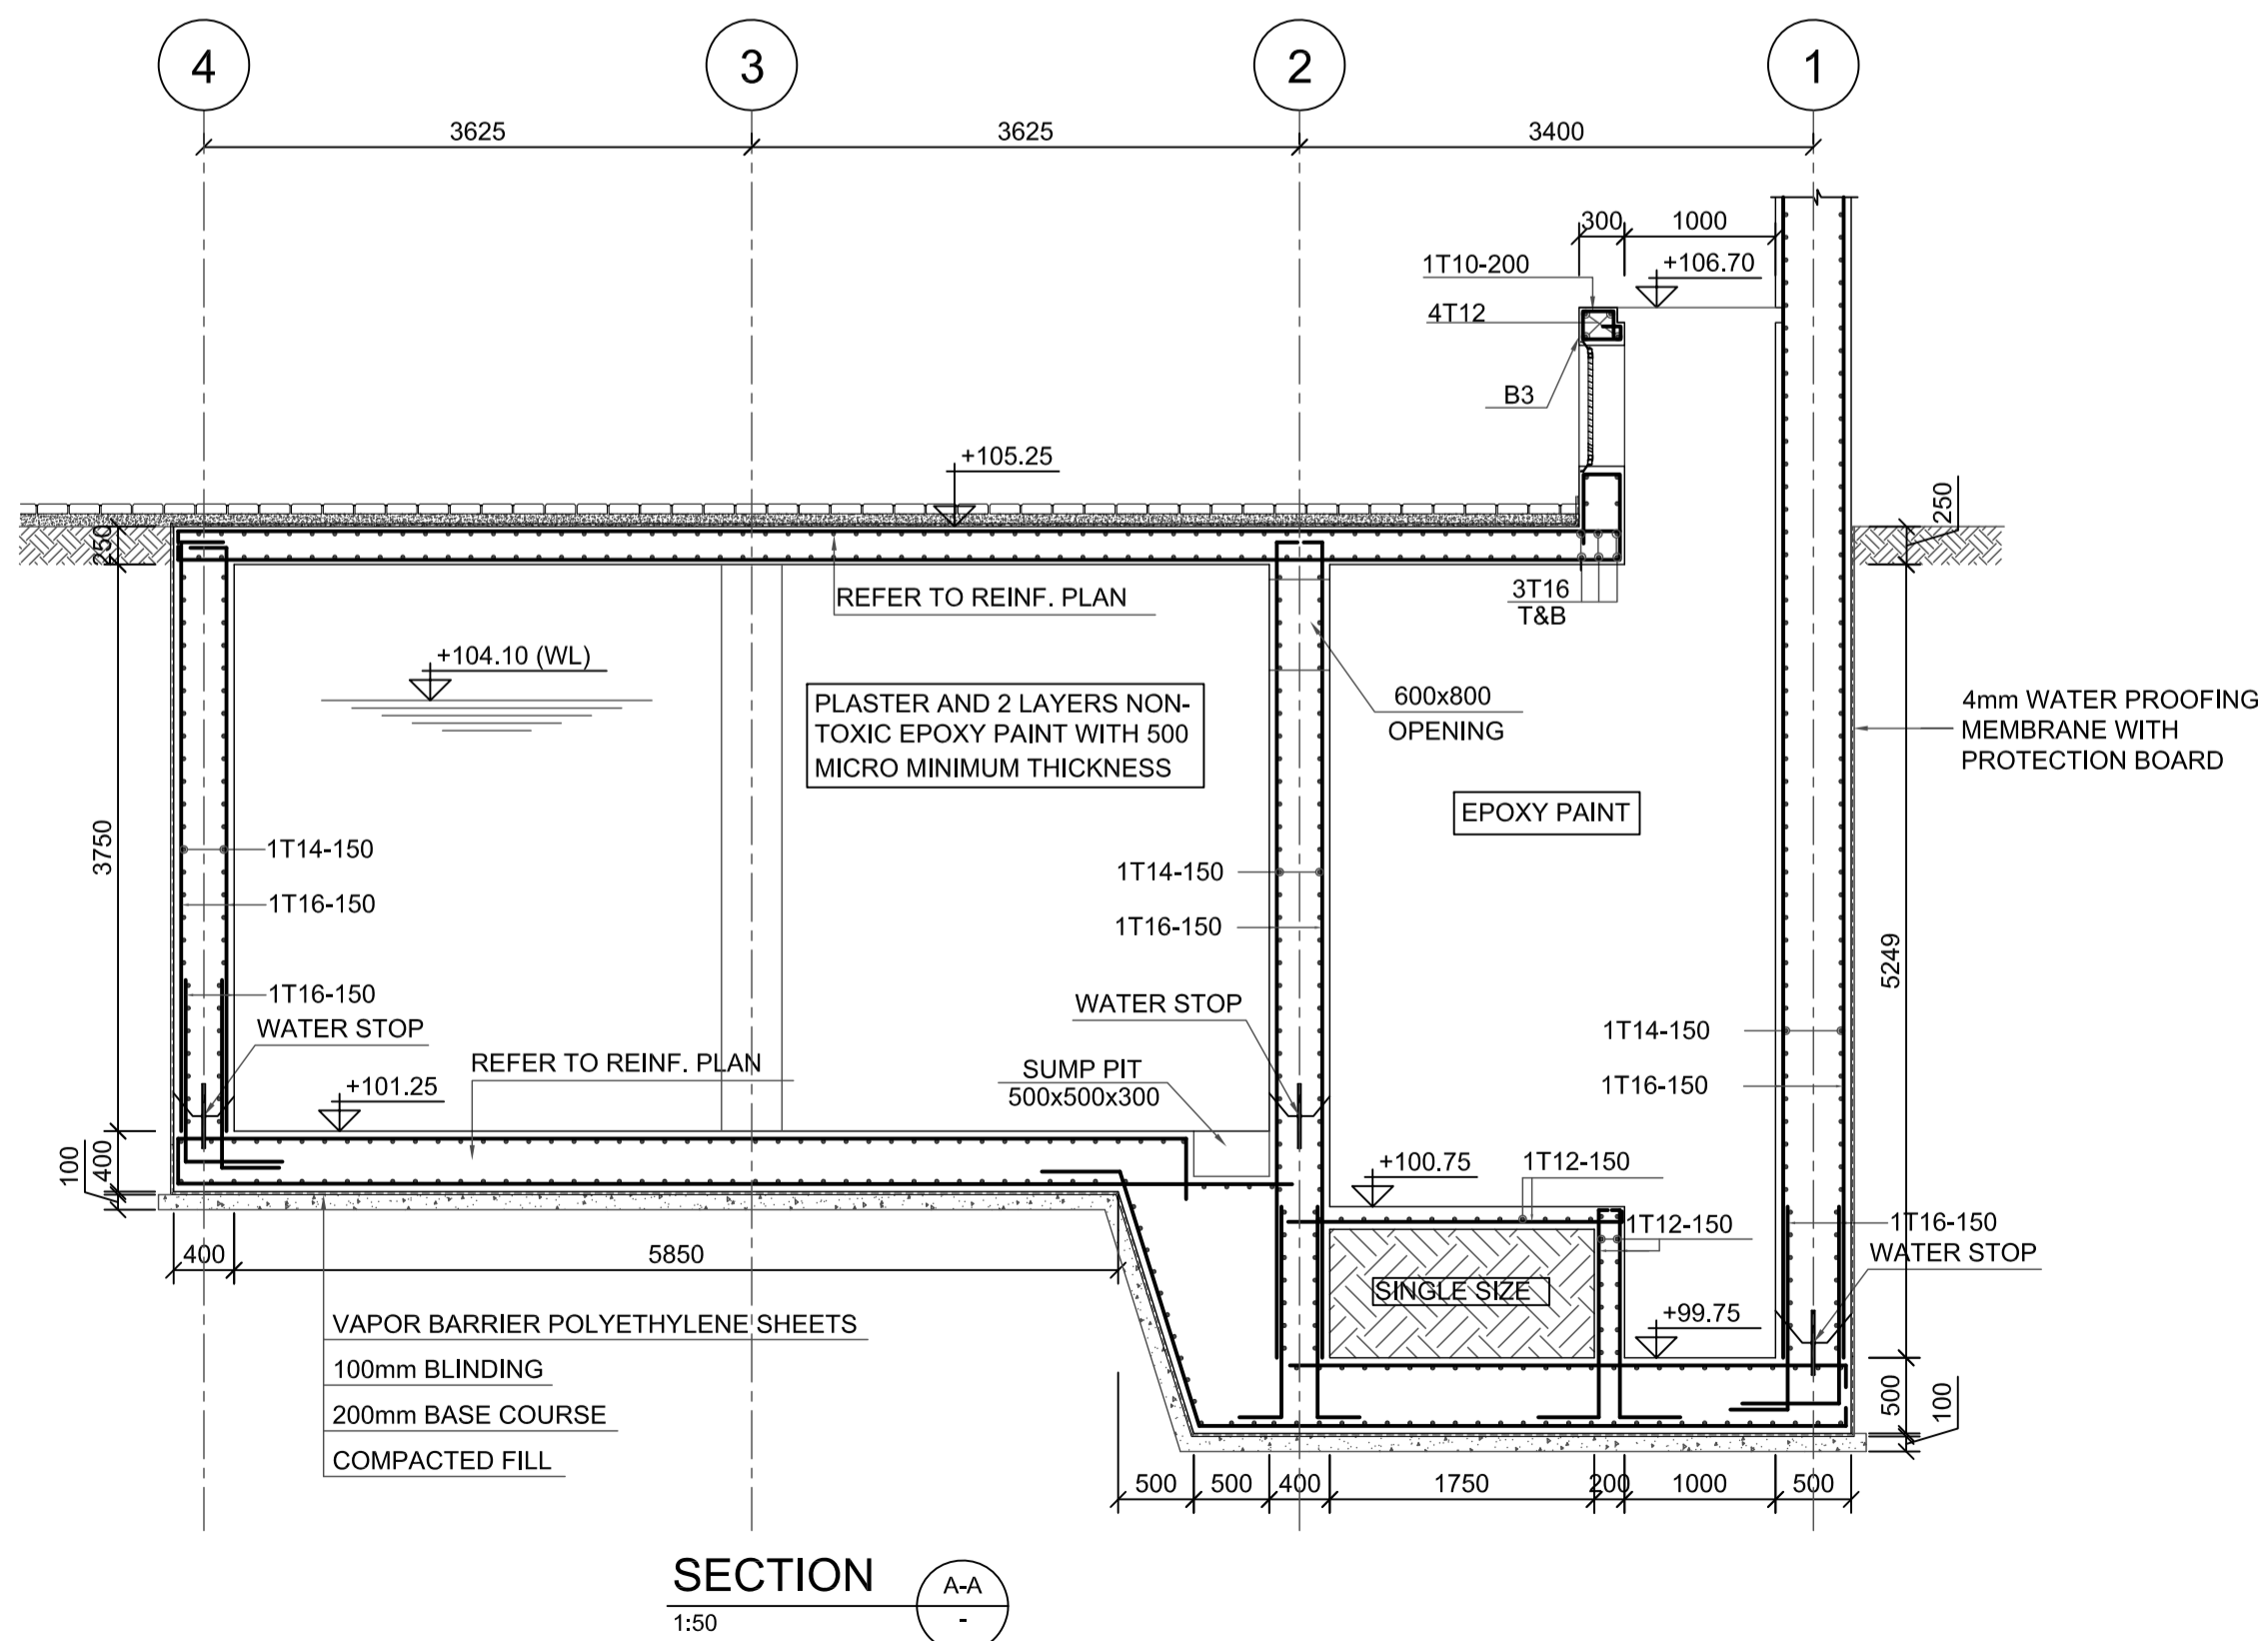 4
3
2
1
3625
3625
3400
300
1000
1T10-200
+106.70
4T12
B3
+105.25
250
250
REFER TO REINF. PLAN
3T16
T&B
+104.10 (WL)
PLASTER AND 2 LAYERS NON-
TOXIC EPOXY PAINT WITH 500
MICRO MINIMUM THICKNESS
600x800
OPENING
4mm WATER PROOFING
MEMBRANE WITH
PROTECTION BOARD
EPOXY PAINT
3750
1T14-150
1T16-150
1T14-150
1T16-150
5249
1T16-150
WATER STOP
WATER STOP
1T14-150
1T16-150
REFER TO REINF. PLAN
SUMP PIT
500x500x300
+101.25
100
400
+100.75
1T12-150
1T12-150
1T16-150
WATER STOP
400
5850
SINGLE SIZE
+99.75
VAPOR BARRIER POLYETHYLENE SHEETS
100mm BLINDING
200mm BASE COURSE
COMPACTED FILL
500
100
500
500
400
1750
200
1000
500
SECTION
1:50
A-A
-